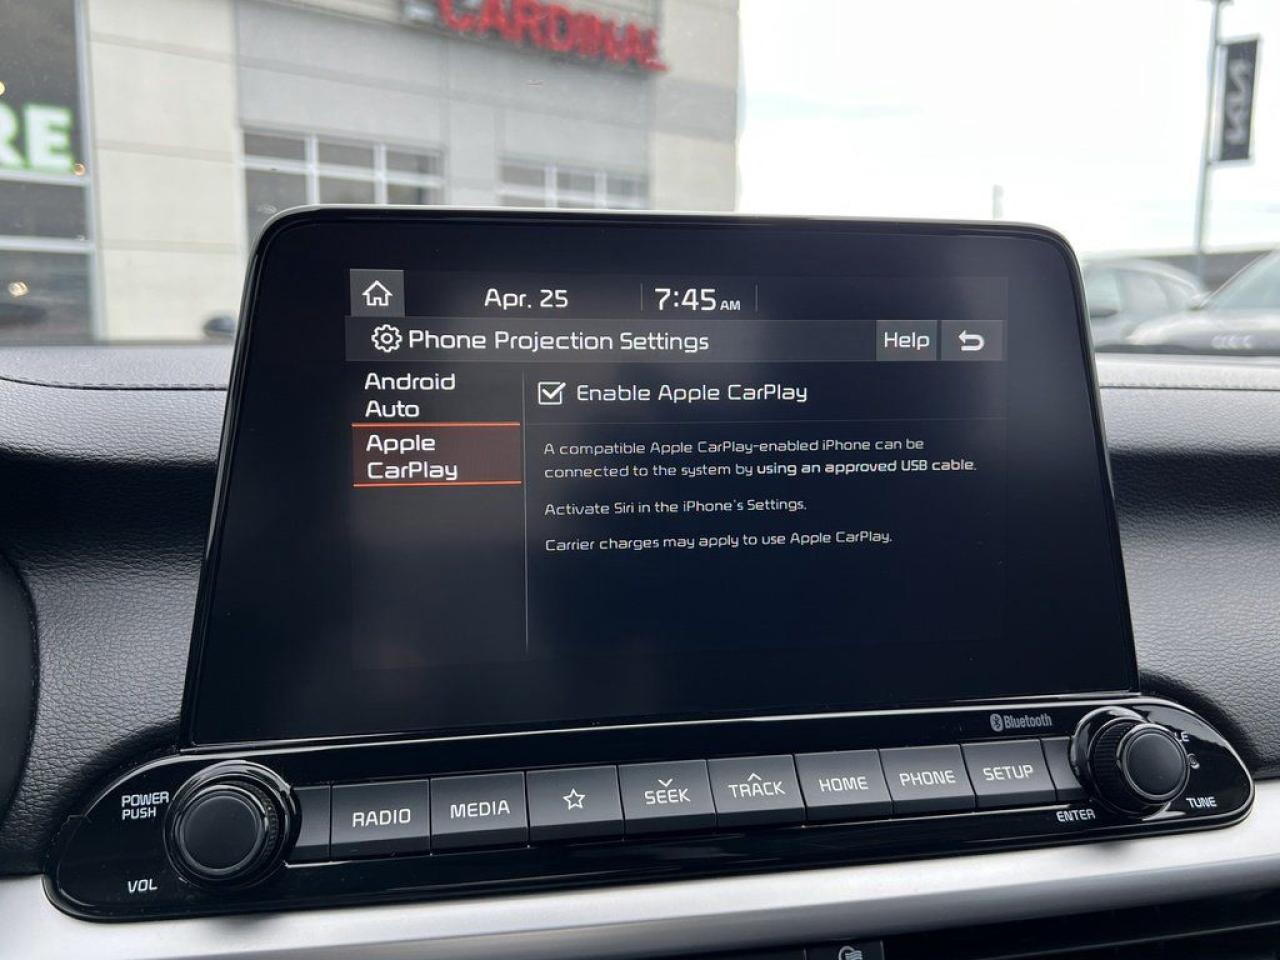 CARDINAL
RE
KIA
Apr. 25
7:45 AM
Phone Projection Settings
Help
Android
Auto
Apple
CarPlay
Enable Apple CarPlay
A compatible Apple CarPlay-enabled iPhone can be
connected to the system by using an approved USB cable.
Activate Siri in the iPhone's Settings.
Carrier charges may apply to use Apple CarPlay.
Bluetooth
POWER
PUSH
VOL
RADIO
MEDIA
SEEK
TRACK
HOME
PHONE
SETUP
ENTER
TUNE